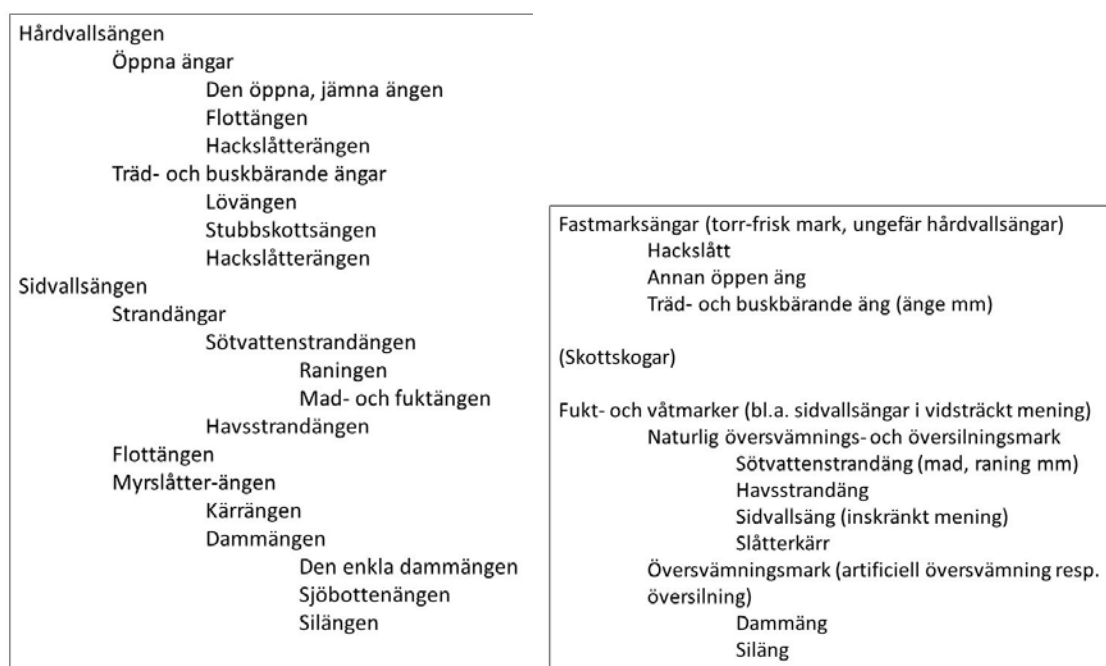 Hårdvallsängen
Öppna ängar
Den öppna, jämna ängen
Flottängen
Hackslåtterängen
Träd- och buskbärande ängar
Lövängen
Stubbskottsängen
Hackslåtterängen
Sidvallsängen
Strandängar
Sötvattenstrandängen
Raningen
Mad- och fuktängen
Havsstrandängen
Flottängen
Myrslåtter-ängen
Kärrängen
Dammängen
Den enkla dammängen
Sjöbottenängen
Silängen
Fastmarksängar (torr-frisk mark, ungefär hårdvallsängar)
Hackslått
Annan öppen äng
Träd- och buskbärande äng (änge mm)
(Skottskogar)
Fukt- och våtmarker (bl.a. sidvallsängar i vidsträckt mening)
Naturlig översvämnings- och översilningsmark
Sötvattenstrandäng (mad, raning mm)
Havsstrandäng
Sidvallsäng (inskränkt mening)
Slåtterkärr
Översvämningsmark (artificiell översvämning resp.
översilning)
Dammäng
Siläng